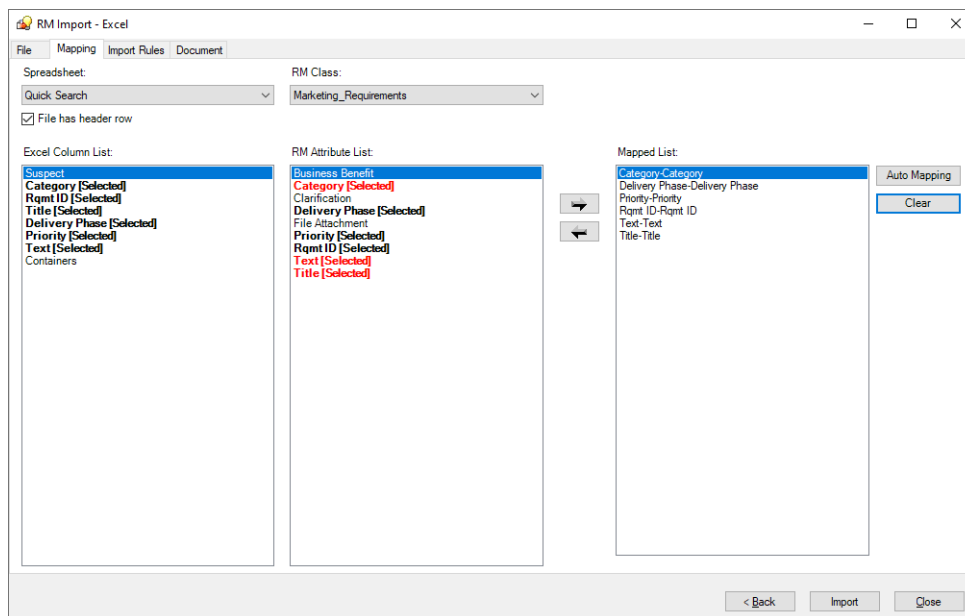 RM Import - Excel
File Mapping Import Rules Document
Spreadsheet:
Quick Search
File has header row
RM Class:
Marketing_Requirements
Excel Column List:
Suspect
Category [Selected]
Rqmt ID [Selected]
Title [Selected]
Delivery Phase [Selected]
Priority [Selected]
Text [Selected]
Containers
RM Attribute List:
Business Benefit
Category [Selected]
Clarification
Delivery Phase [Selected]
File Attachment
Priority [Selected]
Rqmt ID [Selected]
Text [Selected]
Title [Selected]
Mapped List:
Category-Category
Delivery Phase-Delivery Phase
Priority-Priority
Rqmt ID-Rqmt ID
Text-Text
Title-Title
Auto Mapping
Clear
< Back Import Close